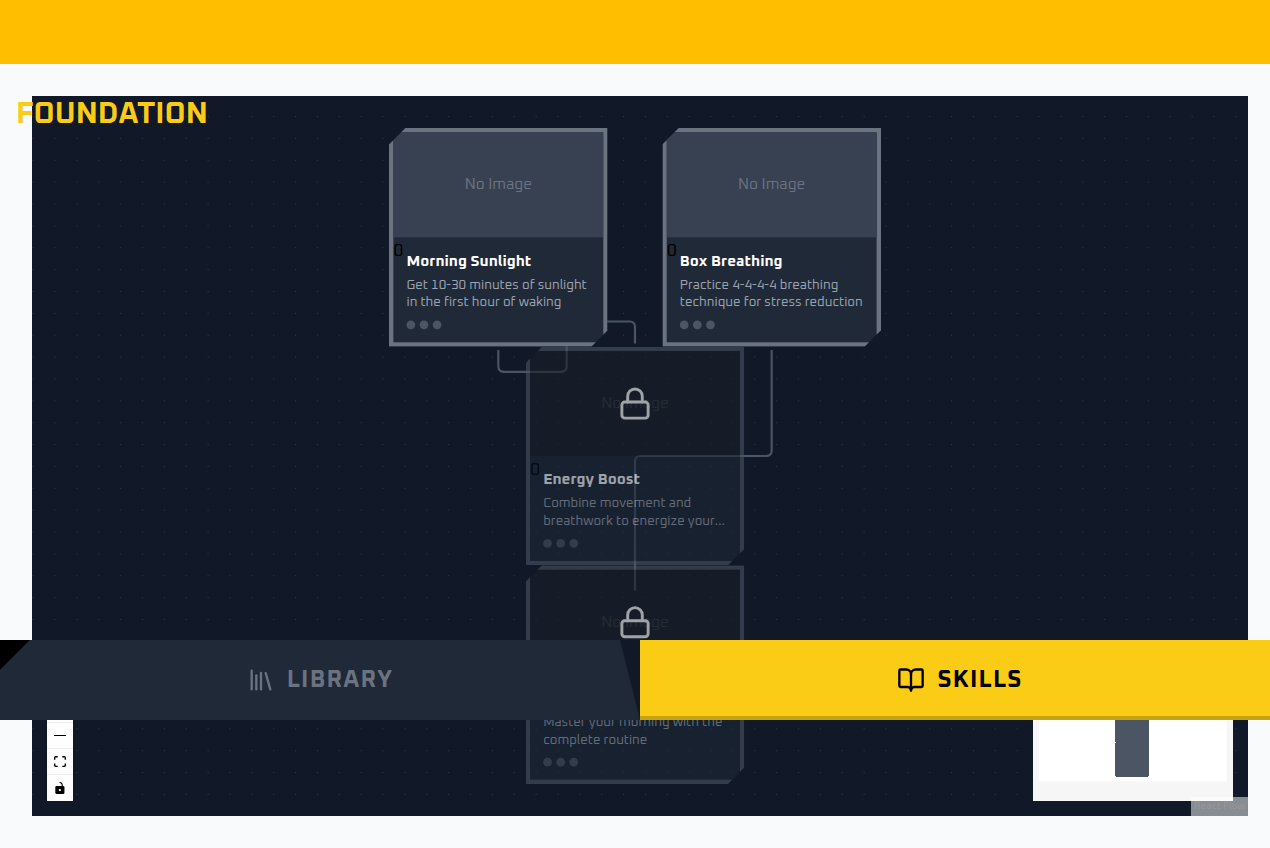 FOUNDATION
No Image
No Image
0
Morning Sunlight
Get 10-30 minutes of sunlight
in the first hour of waking
0
Box Breathing
Practice 4-4-4-4 breathing
technique for stress reduction
No Image
0
Energy Boost
Combine movement and
breathwork to energize your...
No Image
LIBRARY
SKILLS
Master your morning with the
complete routine
React Flow